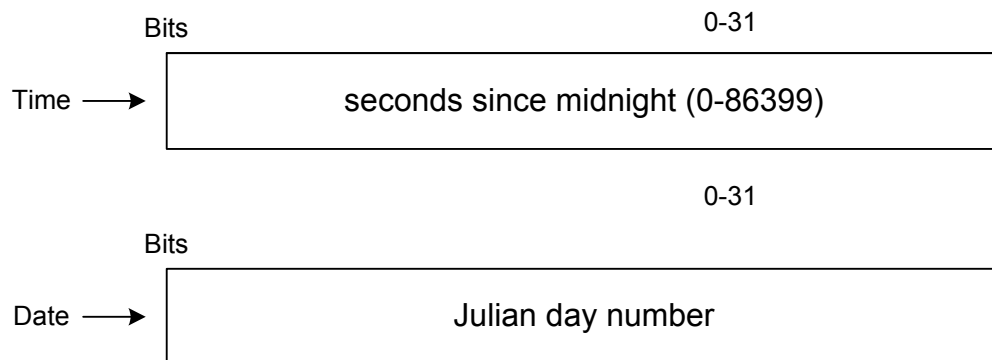 0-31
Bits
Time
seconds since midnight (0-86399)
0-31
Bits
Date
Julian day number